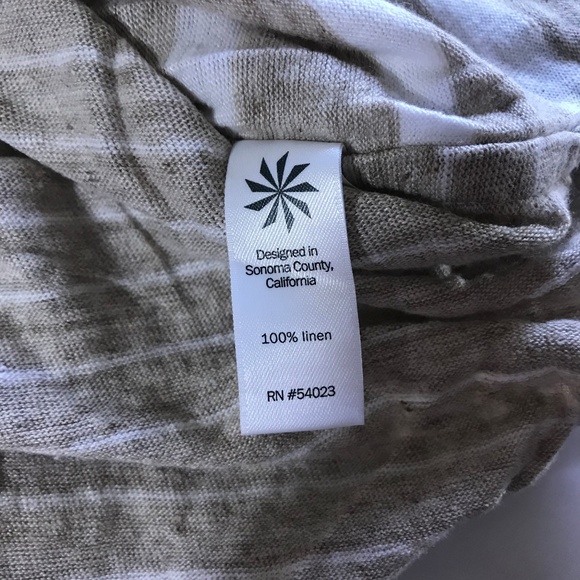 Designed in
Sonoma County,
California
100% linen
RN #54023